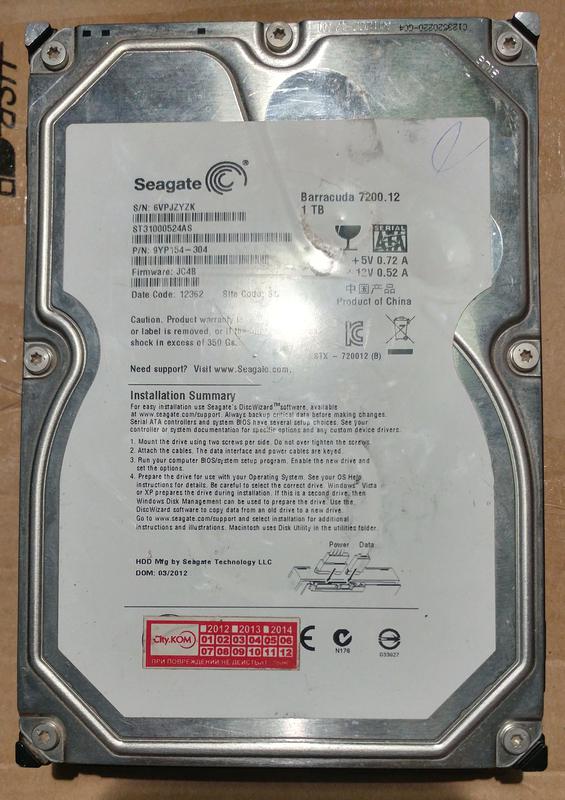 C123520220-GC4
Seagate®
S/N: 6VPJZYZK
ST31000524AS
P/N: 9YP154-304
Firmware: JC4B
Date Code: 12362 Site Code:
Barracuda 7200.12
1 TB
SERIAL
+5V 0.72 A
+12V 0.52 A
中国产品
Product of China
Caution. Product warranty is
or label is removed, or if the
shock in excess of 350 Gs.
STX - 720012 (B)
Need support? Visit www.Seagate.com.
Installation Summary
For easy installation use Seagate's DiscWizard™ software, available
at www.seagate.com/support. Always backup critical data before making changes.
Serial ATA controllers and system BIOS have several setup choices. See your
controller or system documentation for specific options and any custom device drivers.
1. Mount the drive using two screws per side. Do not over tighten the screws.
2. Attach the cables. The data interface and power cables are keyed.
3. Run your computer BIOS/system setup program. Enable the new drive and
set the options.
4. Prepare the drive for use with your Operating System. See your OS Help
instructions for details. Be careful to select the correct drive. Windows® Vista
or XP prepares the drive during installation. If this is a second drive, then
Windows Disk Management can be used to prepare the drive. Use the
DiscWizard software to copy data from an old drive to a new drive.
Go to www.seagate.com/support and select installation for additional
instructions and illustrations. Macintosh uses Disk Utility in the utilities folder.
Power Data
HDD Mfg by Seagate Technology LLC
DOM: 03/2012
City.KOM
2012 2013 2014
01 02 03 04 05 06
07 08 09 10 11 12
ПРИ ПОВРЕЖДЕНИИ НЕ ДЕЙСТВИТ
CE
N176
D33027